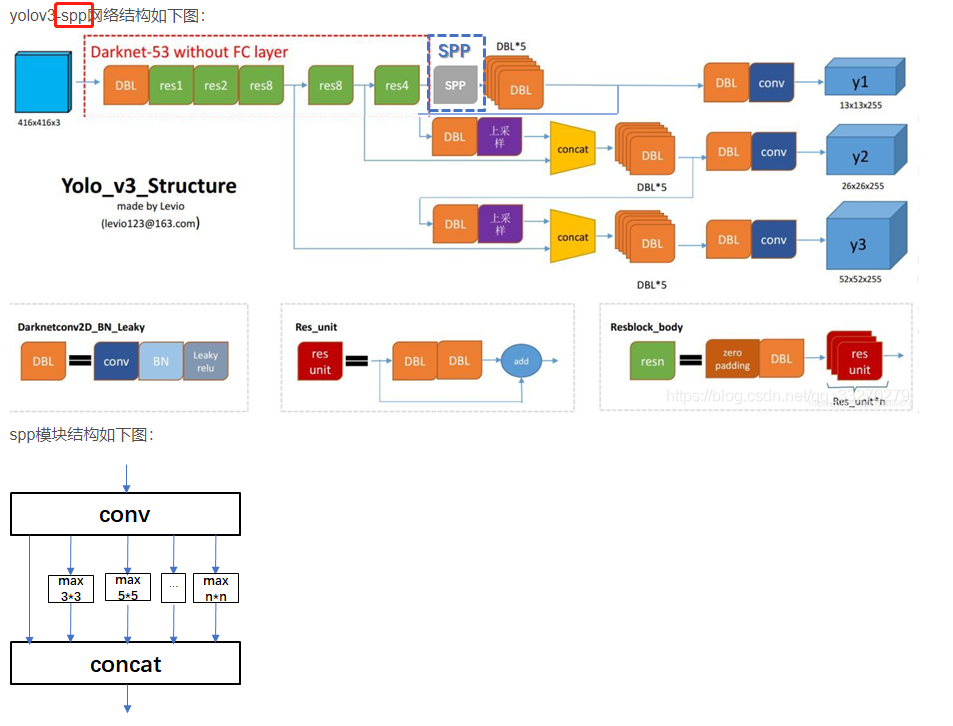 yolov3-spp网络结构如下图：
Darknet-53 without FC layer
SPP
DBL*5
DBL
res1
res2
res8
res8
res4
SPP
DBL
DBL
conv
y1
13x13x255
416x416x3
DBL
上采
样
concat
DBL
DBL*5
DBL
conv
y2
26x26x255
Yolo_v3_Structure
made by Levio
(levio123@163.com)
DBL
上采
样
concat
DBL
DBL*5
DBL
conv
y3
52x52x255
Darknetconv2D_BN_Leaky
DBL
conv
BN
Leaky
relu
Res_unit
res
unit
DBL
DBL
add
Resblock_body
resn
zero
padding
DBL
res
unit
Res_unit*n
spp模块结构如下图：
conv
max
3*3
max
5*5
...
max
n*n
concat